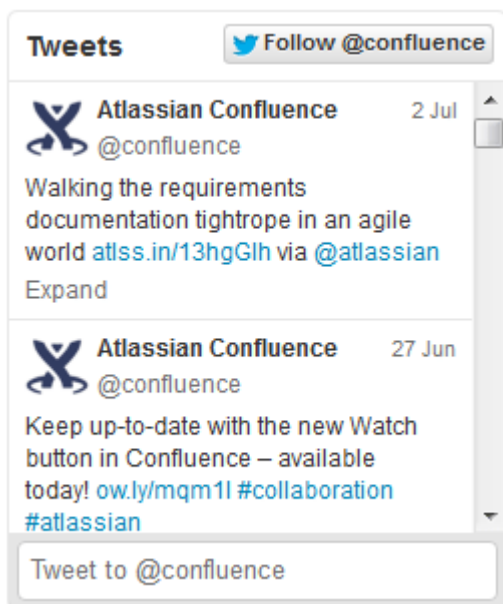 Tweets
Follow @confluence
Atlassian Confluence 2 Jul
@confluence
Walking the requirements
documentation tightrope in an agile
world atlss.in/13hgGlh via @atlassian
Expand
Atlassian Confluence 27 Jun
@confluence
Keep up-to-date with the new Watch
button in Confluence – available
today! ow.ly/mqm1l #collaboration
#atlassian
Tweet to @confluence